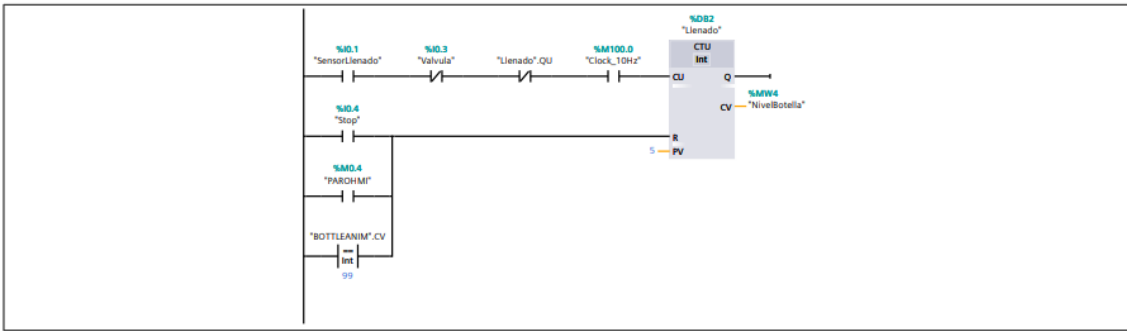 %DB2
"Llenado"
CTU
Int
%I0.1
"SensorLlenado"
%I0.3
"Valvula"
"Llenado".QU
%M100.0
"Clock_10Hz"
CU
Q
%MW4
CV
"NivelBotella"
%I0.4
"Stop"
R
5
PV
%M0.4
"PAROHMI"
"BOTTLEANIM".CV
==
Int
99